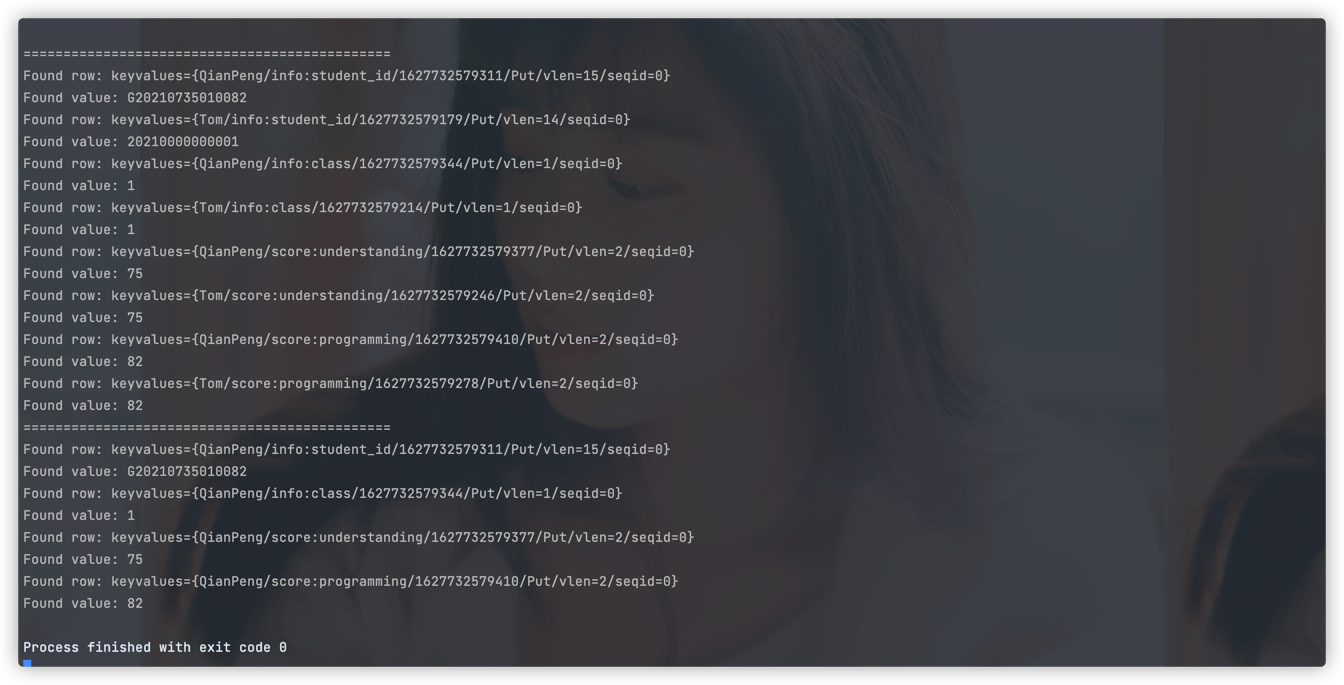 ==============================================
Found row: keyvalues={QianPeng/info:student_id/1627732579311/Put/vlen=15/seqid=0}
Found value: G20210735010082
Found row: keyvalues={Tom/info:student_id/1627732579179/Put/vlen=14/seqid=0}
Found value: 20210000000001
Found row: keyvalues={QianPeng/info:class/1627732579344/Put/vlen=1/seqid=0}
Found value: 1
Found row: keyvalues={Tom/info:class/1627732579214/Put/vlen=1/seqid=0}
Found value: 1
Found row: keyvalues={QianPeng/score:understanding/1627732579377/Put/vlen=2/seqid=0}
Found value: 75
Found row: keyvalues={Tom/score:understanding/1627732579246/Put/vlen=2/seqid=0}
Found value: 75
Found row: keyvalues={QianPeng/score:programming/1627732579410/Put/vlen=2/seqid=0}
Found value: 82
Found row: keyvalues={Tom/score:programming/1627732579278/Put/vlen=2/seqid=0}
Found value: 82
==============================================
Found row: keyvalues={QianPeng/info:student_id/1627732579311/Put/vlen=15/seqid=0}
Found value: G20210735010082
Found row: keyvalues={QianPeng/info:class/1627732579344/Put/vlen=1/seqid=0}
Found value: 1
Found row: keyvalues={QianPeng/score:understanding/1627732579377/Put/vlen=2/seqid=0}
Found value: 75
Found row: keyvalues={QianPeng/score:programming/1627732579410/Put/vlen=2/seqid=0}
Found value: 82
Process finished with exit code 0